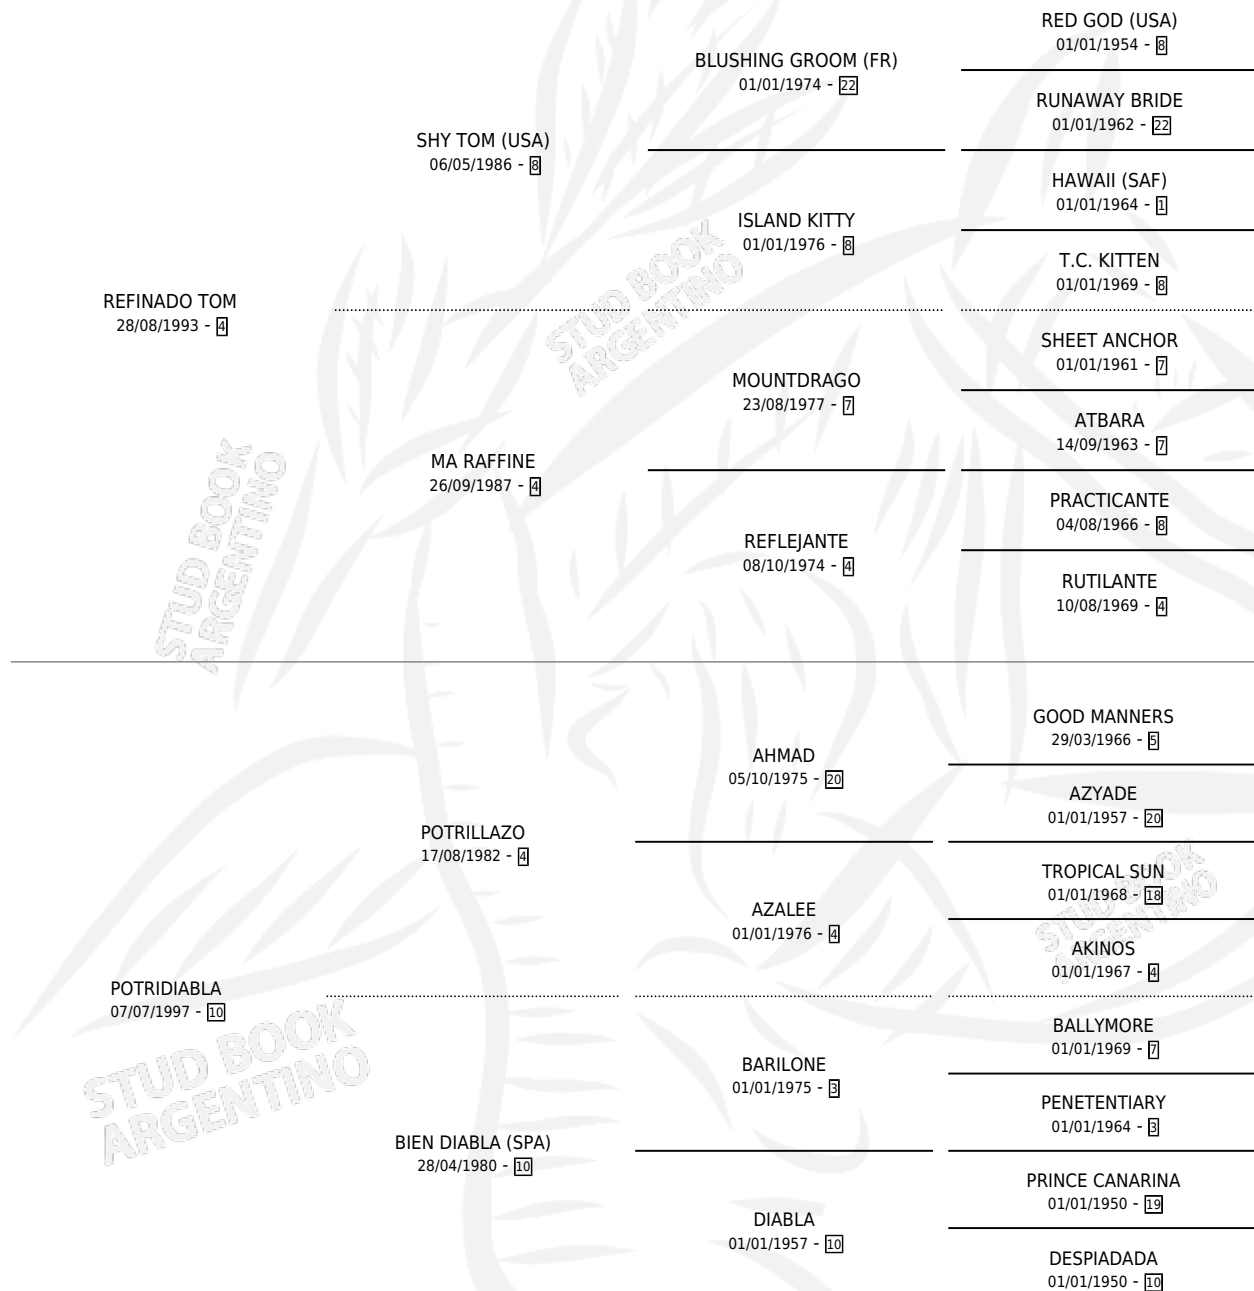 RED GOD (USA)
01/01/1954 - 8
BLUSHING GROOM (FR)
01/01/1974 - 22
RUNAWAY BRIDE
01/01/1962 - 22
SHY TOM (USA)
06/05/1986 - 8
HAWAII (SAF)
01/01/1964 - 1
ISLAND KITTY
01/01/1976 - 8
T.C. KITTEN
01/01/1969 - 8
REFINADO TOM
28/08/1993 - 4
STUD BOOK
ARGENTINO
SHEET ANCHOR
01/01/1961 - 7
MOUNTDRAGO
23/08/1977 - 7
ATBARA
14/09/1963 - 7
MA RAFFINE
26/09/1987 - 4
PRACTICANTE
04/08/1966 - 8
REFLEJANTE
08/10/1974 - 4
RUTILANTE
10/08/1969 - 4
STUD BOOK
ARGENTINO
GOOD MANNERS
29/03/1966 - 5
AHMAD
05/10/1975 - 20
AZYADE
01/01/1957 - 20
POTRILLAZO
17/08/1982 - 4
TROPICAL SUN
01/01/1968 - 18
AZALEE
01/01/1976 - 4
STUD BOOK
ARGENTINO
AKINOS
01/01/1967 - 4
POTRIDIABLA
07/07/1997 - 10
BALLYMORE
01/01/1969 - 7
BARILONE
01/01/1975 - 3
STUD BOOK
ARGENTINO
PENETENTIARY
01/01/1964 - 3
BIEN DIABLA (SPA)
28/04/1980 - 10
PRINCE CANARINA
01/01/1950 - 19
DIABLA
01/01/1957 - 10
DESPIADADA
01/01/1950 - 10